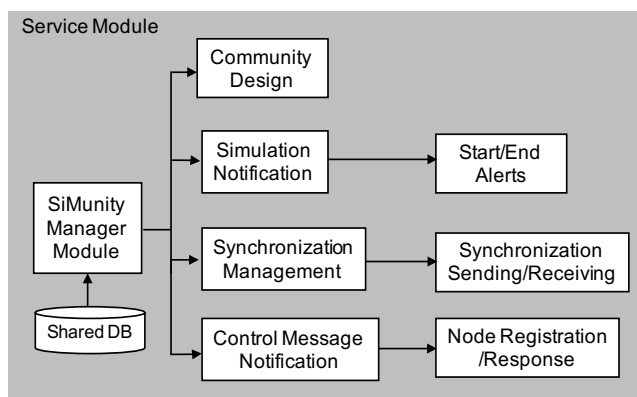 Service Module
Community
Design
Simulation
Notification
Start/End
Alerts
SiMunity
Manager
Module
Synchronization
Management
Synchronization
Sending/Receiving
Shared DB
Control Message
Notification
Node Registration
/Response